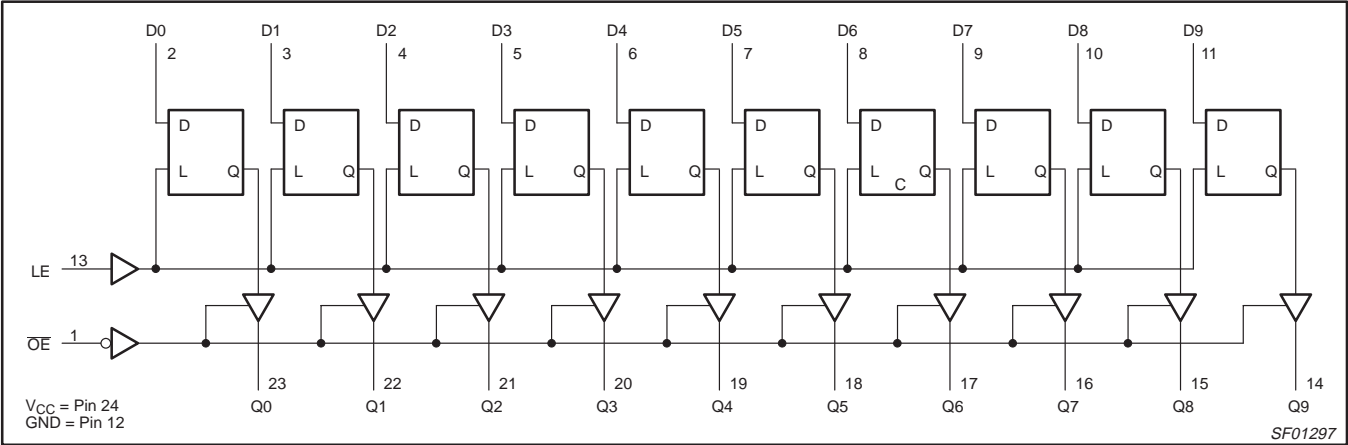 D0 D1 D2 D3 D4 D5 D6 D7 D8 D9
2 3 4 5 6 7 8 9 10 11
D D D D D D D D D D
L Q L Q L Q L Q L Q L Q L Q L Q L Q L Q
C
LE 13
O̅E̅ 1
23 22 21 20 19 18 17 16 15 14
Q0 Q1 Q2 Q3 Q4 Q5 Q6 Q7 Q8 Q9
VCC = Pin 24
GND = Pin 12
SF01297